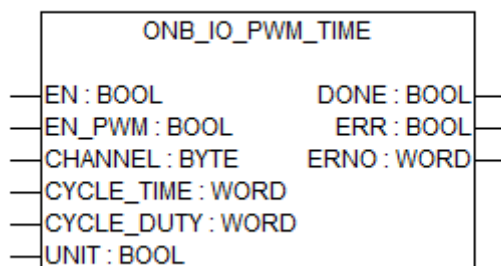 ONB_IO_PWM_TIME
EN : BOOL DONE : BOOL
EN_PWM : BOOL ERR : BOOL
CHANNEL : BYTE ERNO : WORD
CYCLE_TIME : WORD
CYCLE_DUTY : WORD
UNIT : BOOL